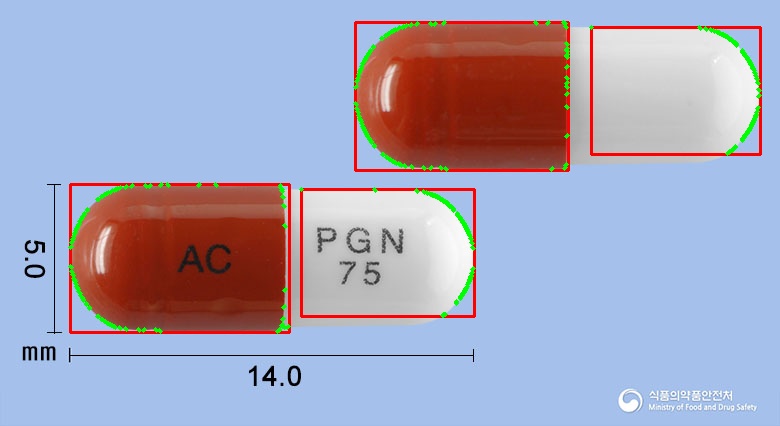 AC
PGN
75
5.0
mm
14.0
식품의약품안전처
Ministry of Food and Drug Safety